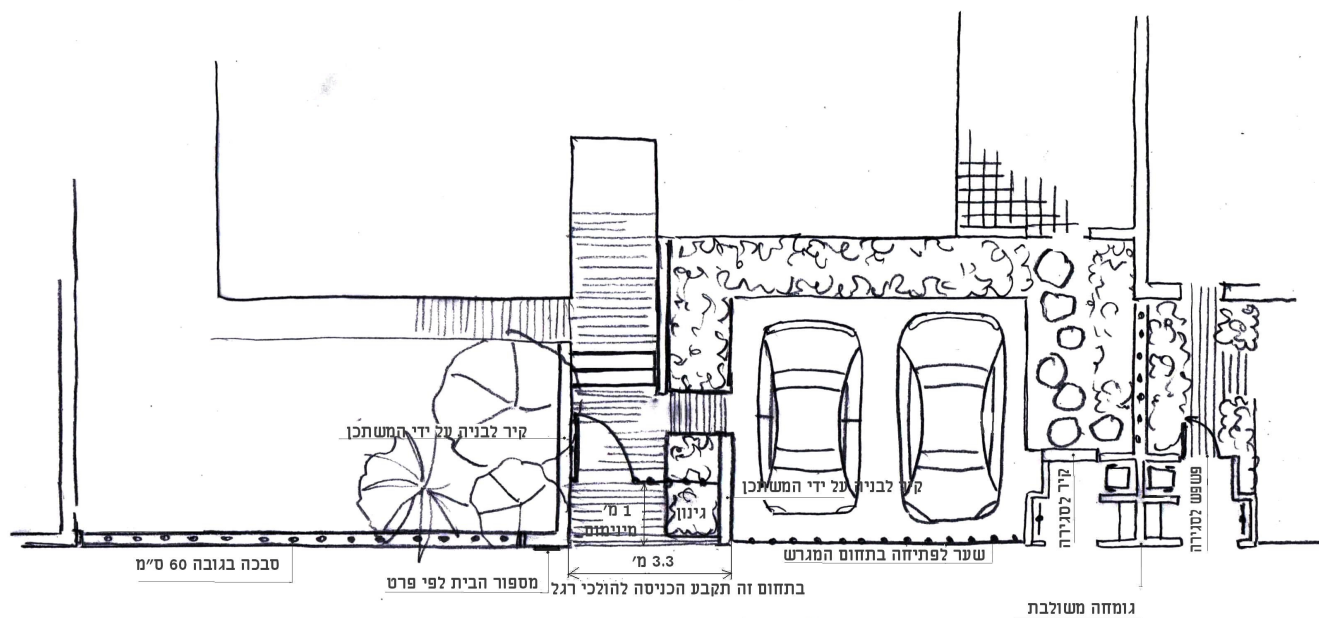 קיר לבניה על ידי המשתכן
קיר לבניה על ידי המשתכן
1 מ'
מינימום
גינון
קיר לסגירה
פשפש לסגירה
3.3 מ'
שער לפתיחה בתחום המגרש
סבכה בגובה 60 ס"מ
מספור הבית לפי פרט
בתחום זה תקבע הכניסה להולכי רגל
גומחה משולבת